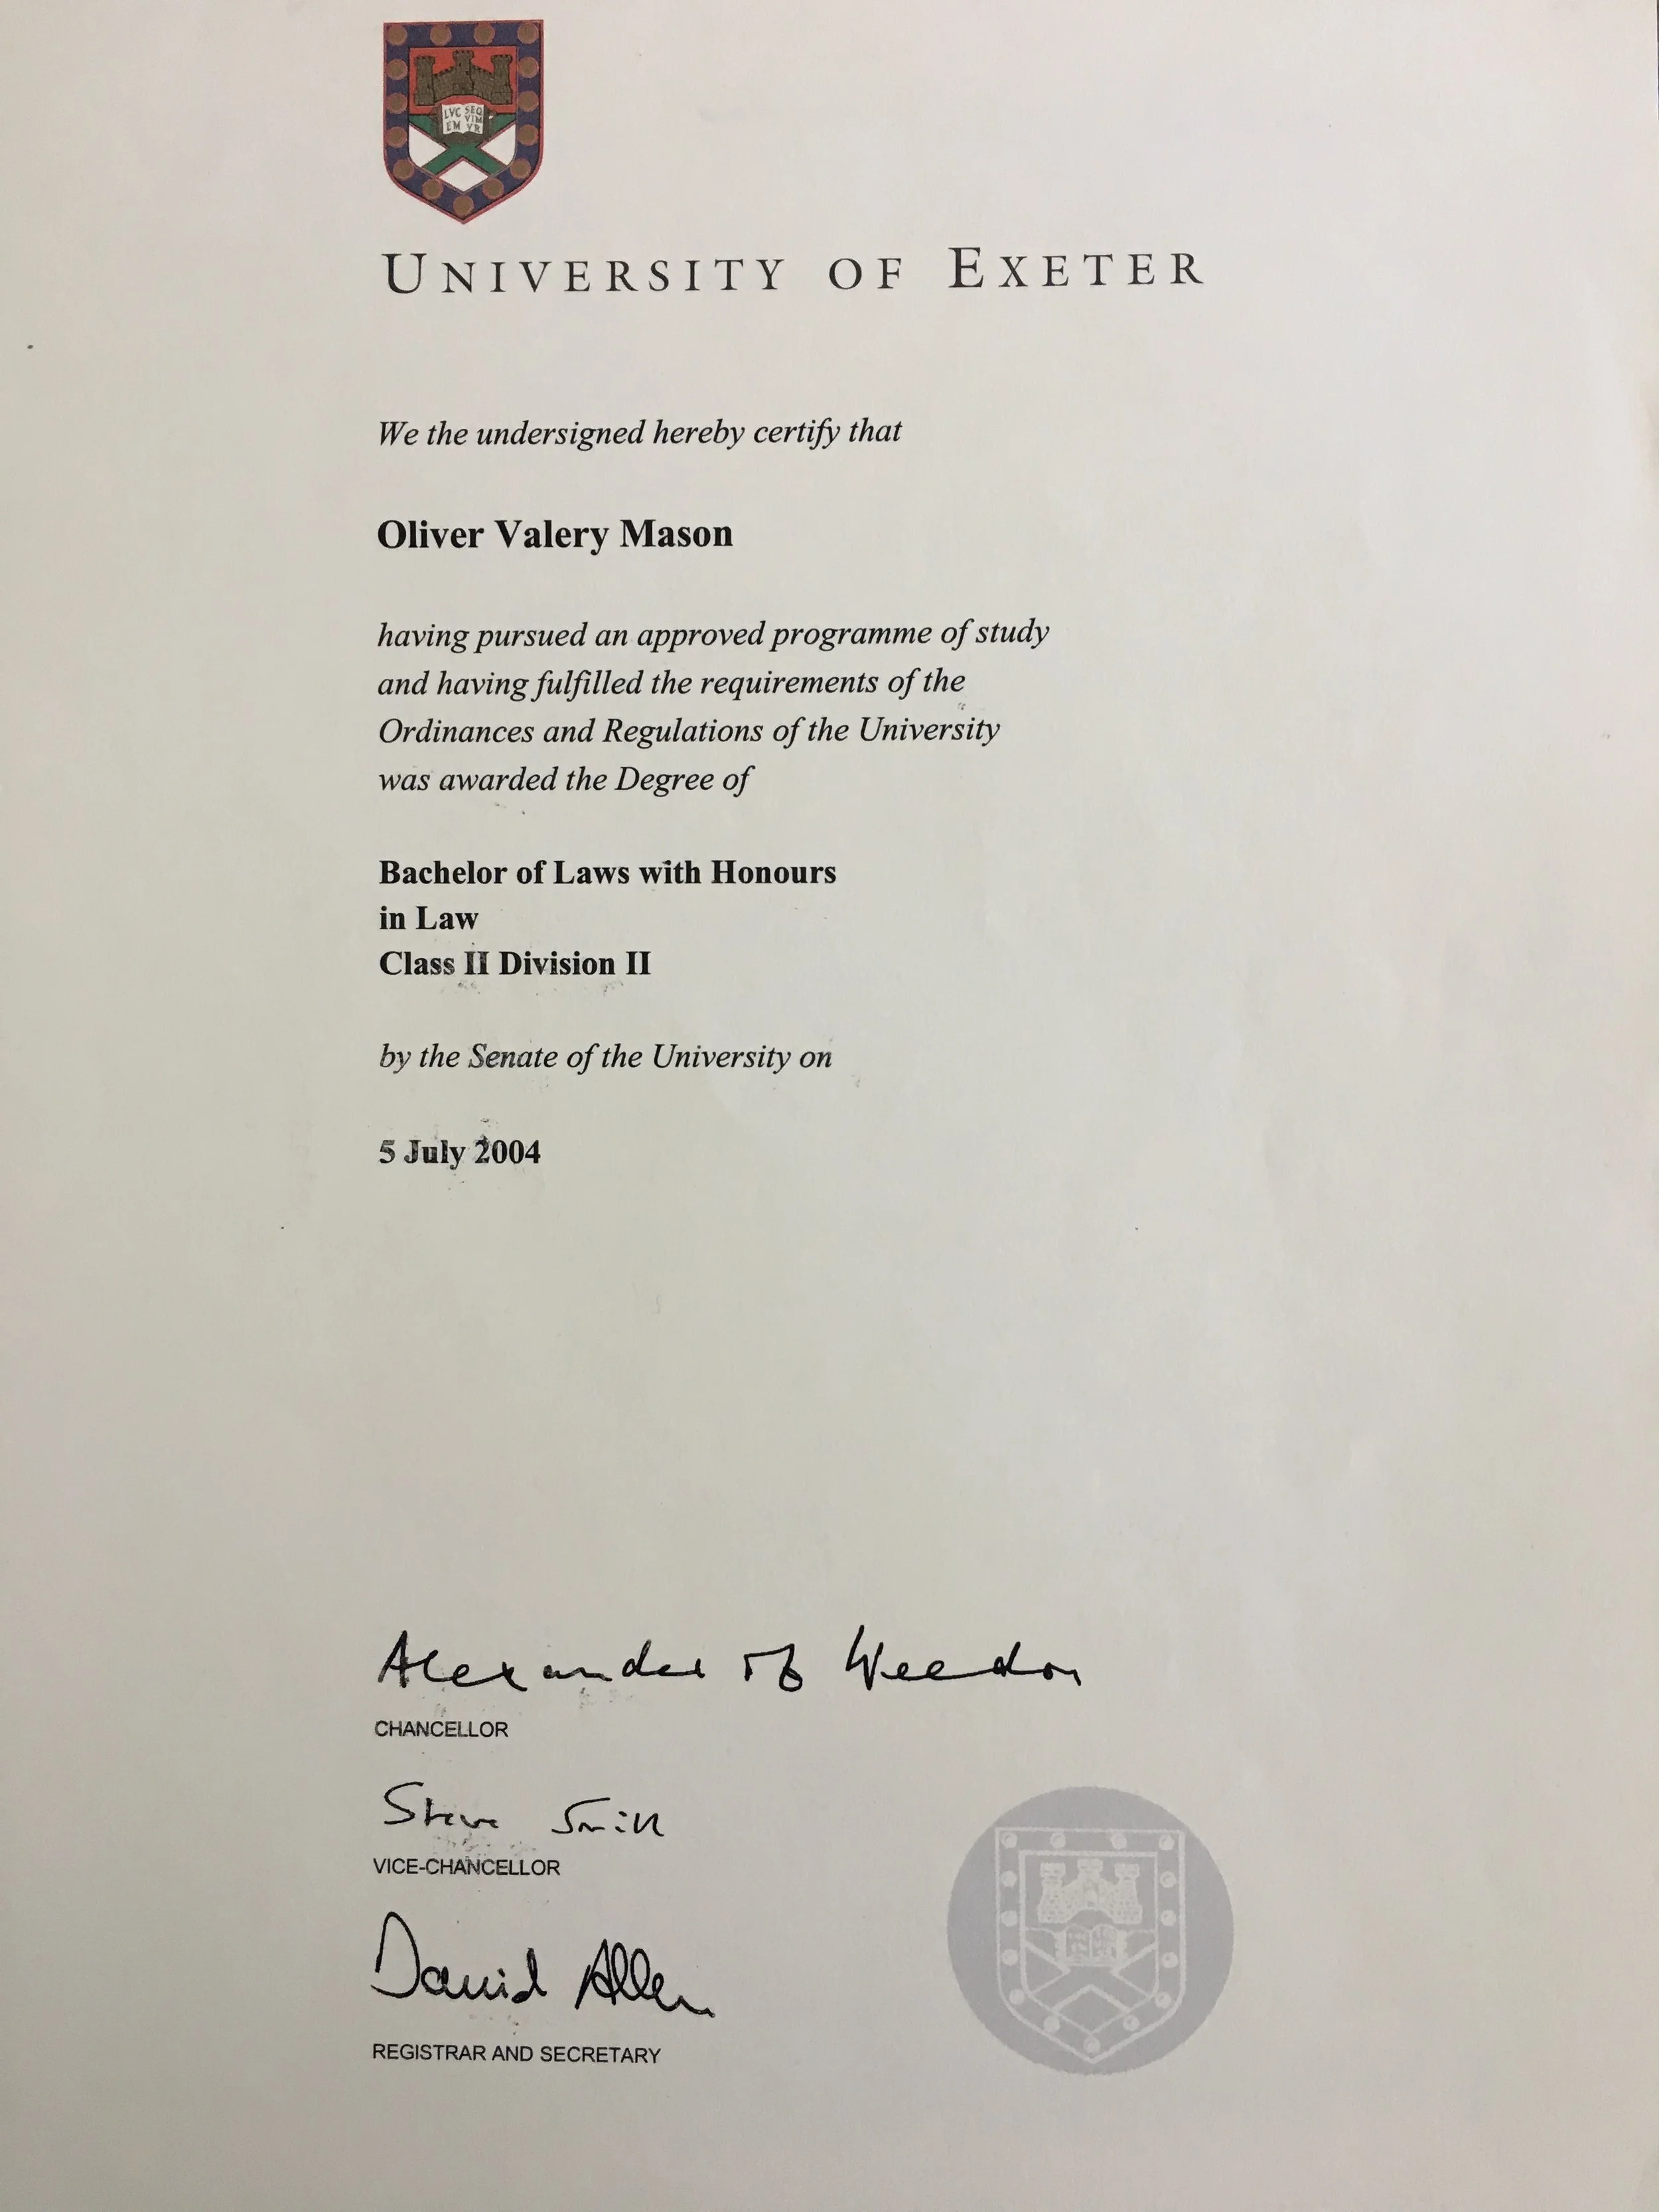 LVC SEQ
VIM
EM VR
UNIVERSITY OF EXETER
We the undersigned hereby certify that
Oliver Valery Mason
having pursued an approved programme of study
and having fulfilled the requirements of the
Ordinances and Regulations of the University
was awarded the Degree of
Bachelor of Laws with Honours
in Law
Class II Division II
by the Senate of the University on
5 July 2004
Alexander of Weedon
CHANCELLOR
Steve Smith
VICE-CHANCELLOR
David Allen
REGISTRAR AND SECRETARY